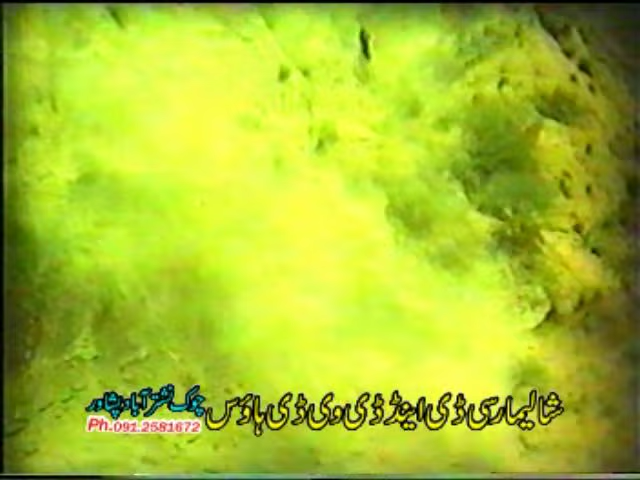 شالیمار سی ڈی اینڈ ڈی وی ڈی ہاؤس
چوک نشتر آباد پشاور
Ph.091.2581672